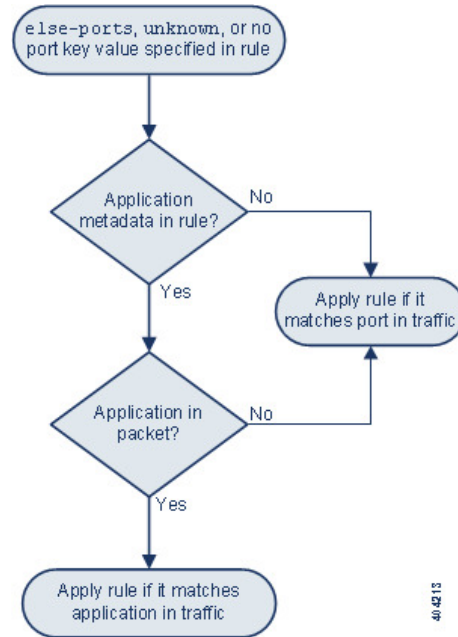 else-ports, unknown, or no
port key value specified in rule
Application
metadata in rule?
No
Yes
Apply rule if it
matches port in traffic
Application in
packet?
No
Yes
Apply rule if it matches
application in traffic
404213